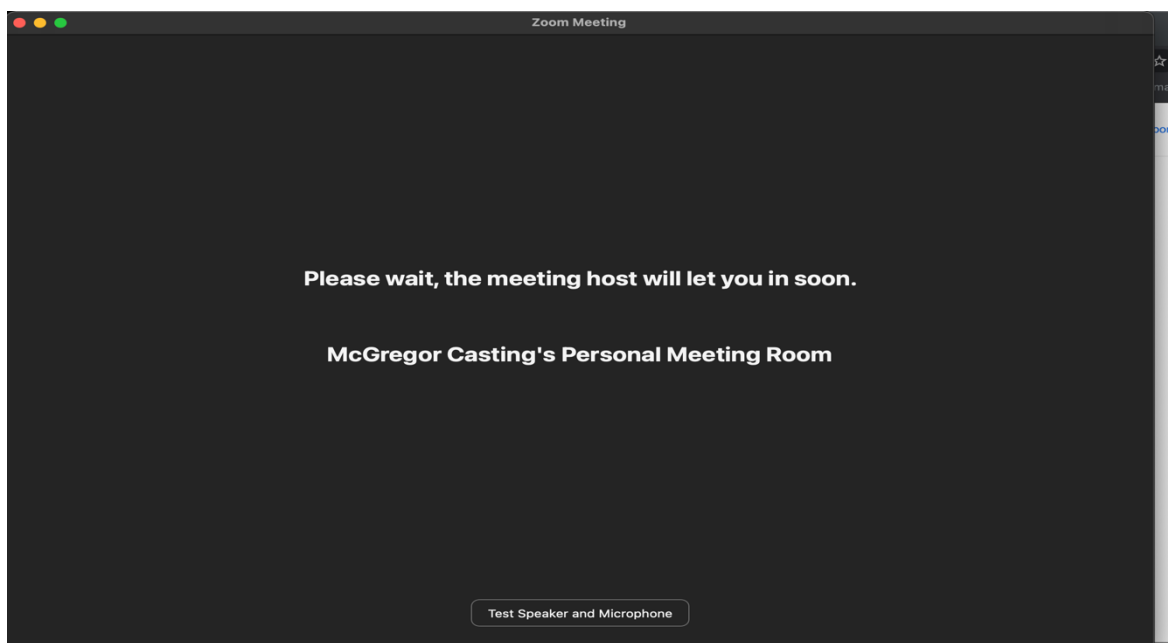 Zoom Meeting
Please wait, the meeting host will let you in soon.
McGregor Casting's Personal Meeting Room
Test Speaker and Microphone